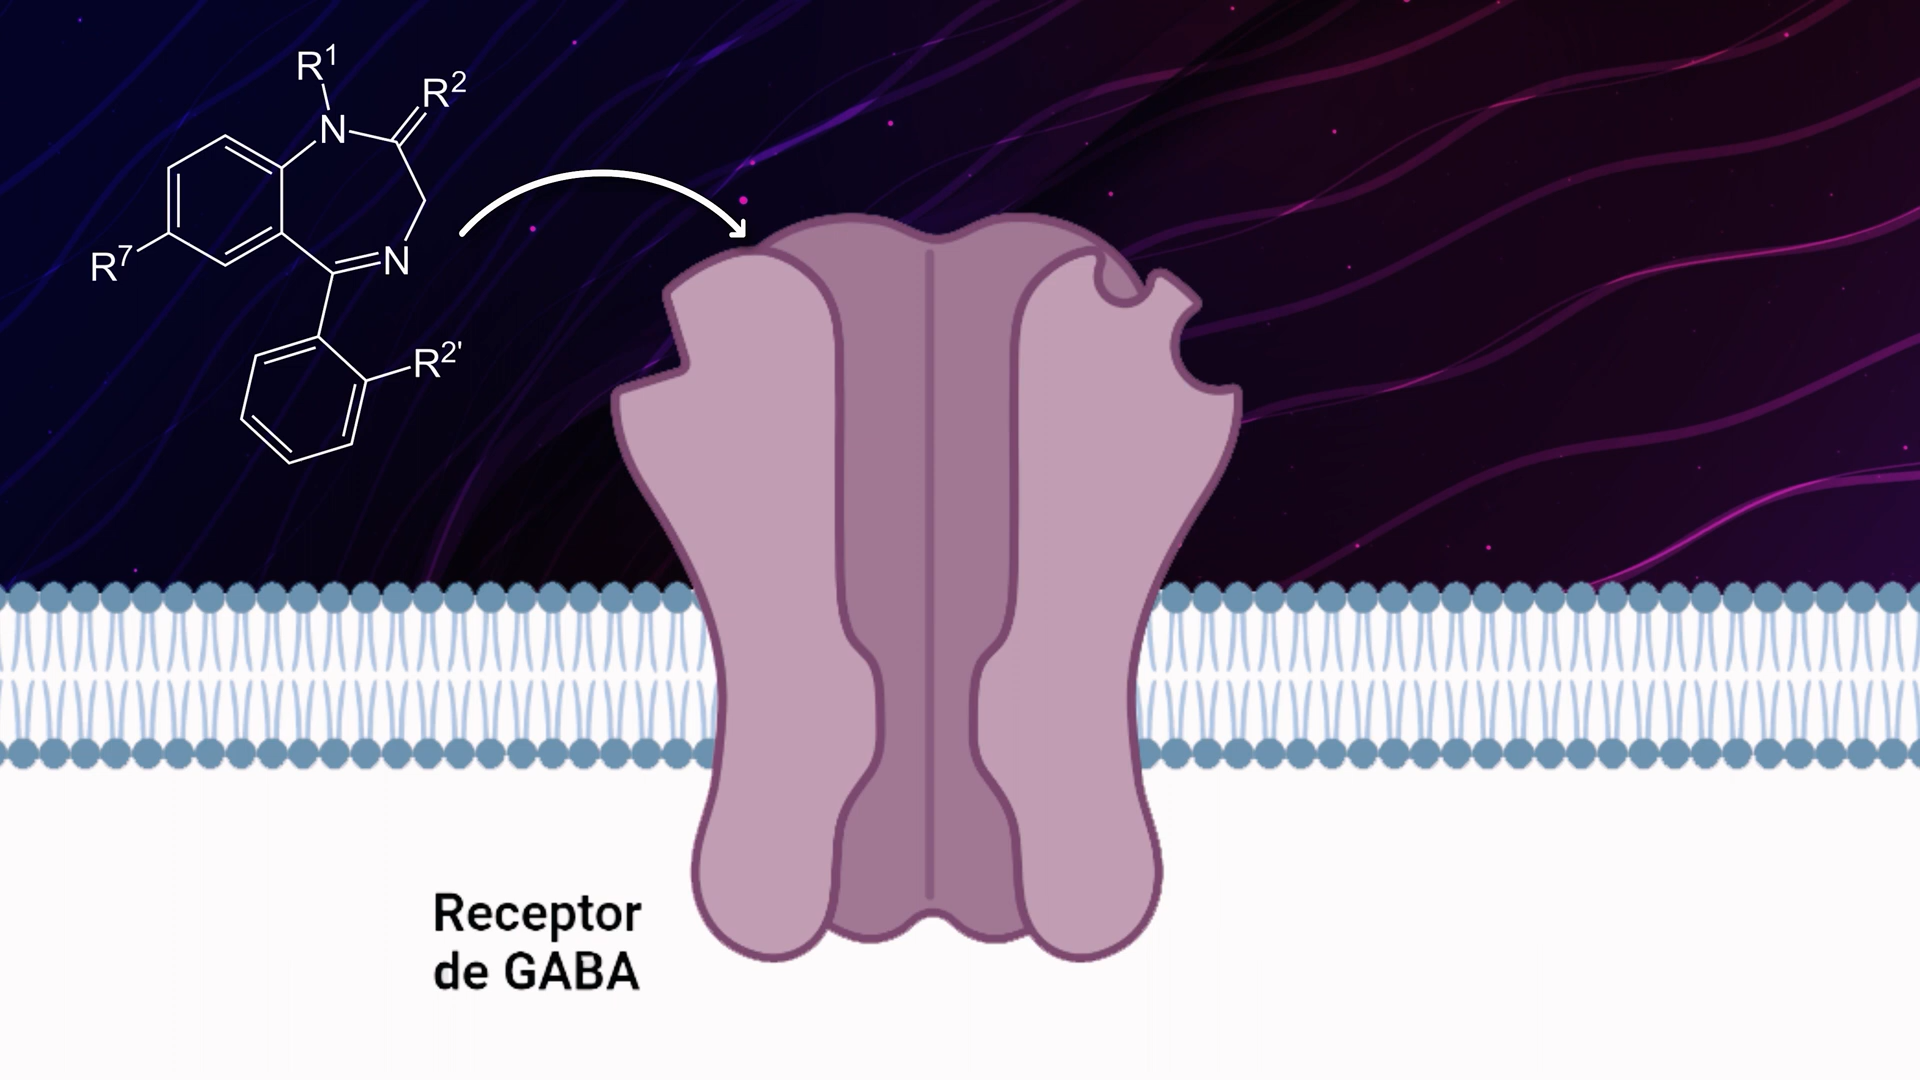 R¹
R²
N
N
R⁷
R²'
Receptor
de GABA